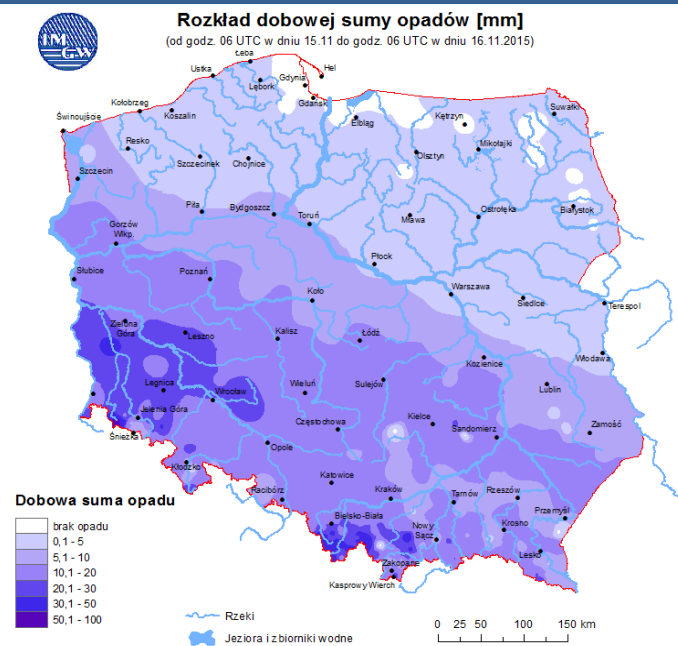 Rozkład dobowej sumy opadów [mm]
(od godz. 06 UTC w dniu 15.11 do godz. 06 UTC w dniu 16.11.2015)
IM
GW
Łeba
Hel
Ustka
Gdynia
Lębork
Gdańsk
Suwałki
Kołobrzeg
Koszalin
Elbląg
Kętrzyn
Świnoujście
Resko
Mikołajki
Szczecinek
Chojnice
Olsztyn
Szczecin
Piła
Bydgoszcz
Toruń
Mława
Ostrołęka
Białystok
Gorzów
Wlkp.
Płock
Słubice
Poznań
Koło
Warszawa
Siedlce
Terespol
Zielona
Góra
Leszno
Kalisz
Łódź
Kozienice
Włodawa
Legnica
Wrocław
Wieluń
Sulejów
Lublin
Jelenia Góra
Śnieżka
Częstochowa
Kielce
Sandomierz
Zamość
Kłodzko
Opole
Katowice
Racibórz
Kraków
Tarnów
Rzeszów
Bielsko-Biała
Nowy
Sącz
Krosno
Przemyśl
Lesko
Zakopane
Kasprowy Wierch
Dobowa suma opadu
brak opadu
0,1 - 5
5,1 - 10
10,1 - 20
20,1 - 30
30,1 - 50
50,1 - 100
Rzeki
Jeziora i zbiorniki wodne
0 25 50 100 150 km